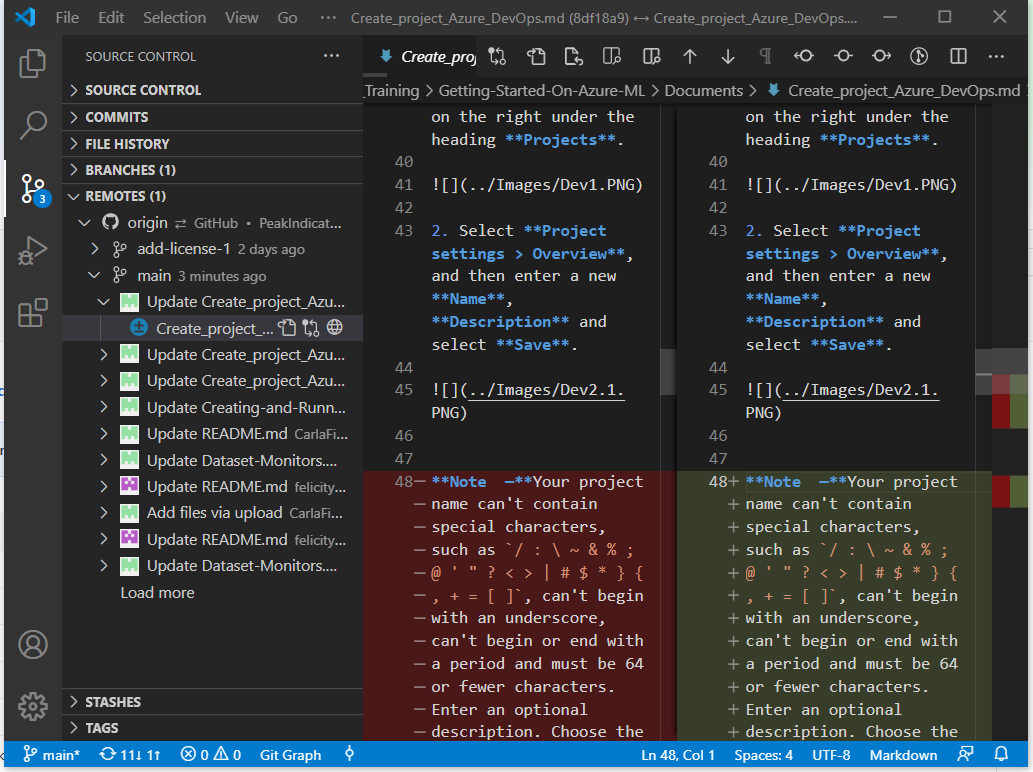 File Edit Selection View Go ··· Create_project_Azure_DevOps.md (8df18a9) ↔ Create_project_Azure_DevOps.md....
SOURCE CONTROL ···
Create_proj
Training > Getting-Started-On-Azure-ML > Documents > Create_project_Azure_DevOps.md
SOURCE CONTROL
COMMITS
FILE HISTORY
BRANCHES (1)
REMOTES (1)
origin ⇄ GitHub • PeakIndicat...
add-license-1 2 days ago
main 3 minutes ago
Update Create_project_Azu...
Create_project_...
Update Create_project_Azu...
Update Create_project_Azu...
Update Creating-and-Runn...
Update README.md CarlaFi...
Update Dataset-Monitors....
Update README.md felicity,...
Add files via upload CarlaFi...
Update README.md felicity,...
Update Dataset-Monitors....
Load more
STASHES
TAGS
3
on the right under the
heading **Projects**.
40
41 ![](../Images/Dev1.PNG)
42
43 2. Select **Project
settings > Overview**,
and then enter a new
**Name**,
**Description** and
select **Save**.
44
45 ![](../Images/Dev2.1.
PNG)
46
47
48— **Note  —**Your project
— name can't contain
— special characters,
— such as `/ : \ ~ & % ;
— @ ' " ? < > | # $ * } {
— , + = [ ]`, can't begin
— with an underscore,
— can't begin or end with
— a period and must be 64
— or fewer characters.
— Enter an optional
— description. Choose the
on the right under the
heading **Projects**.
40
41 ![](../Images/Dev1.PNG)
42
43 2. Select **Project
settings > Overview**,
and then enter a new
**Name**,
**Description** and
select **Save**.
44
45 ![](../Images/Dev2.1.
PNG)
46
47
48+ **Note  —**Your project
+ name can't contain
+ special characters,
+ such as `/ : \ ~ & % ;
+ @ ' " ? < > | # $ * } {
+ , + = [ ]`, can't begin
+ with an underscore,
+ can't begin or end with
+ a period and must be 64
+ or fewer characters.
+ Enter an optional
+ description. Choose the
main* 11↓ 1↑ 0 0 Git Graph Ln 48, Col 1 Spaces: 4 UTF-8 Markdown